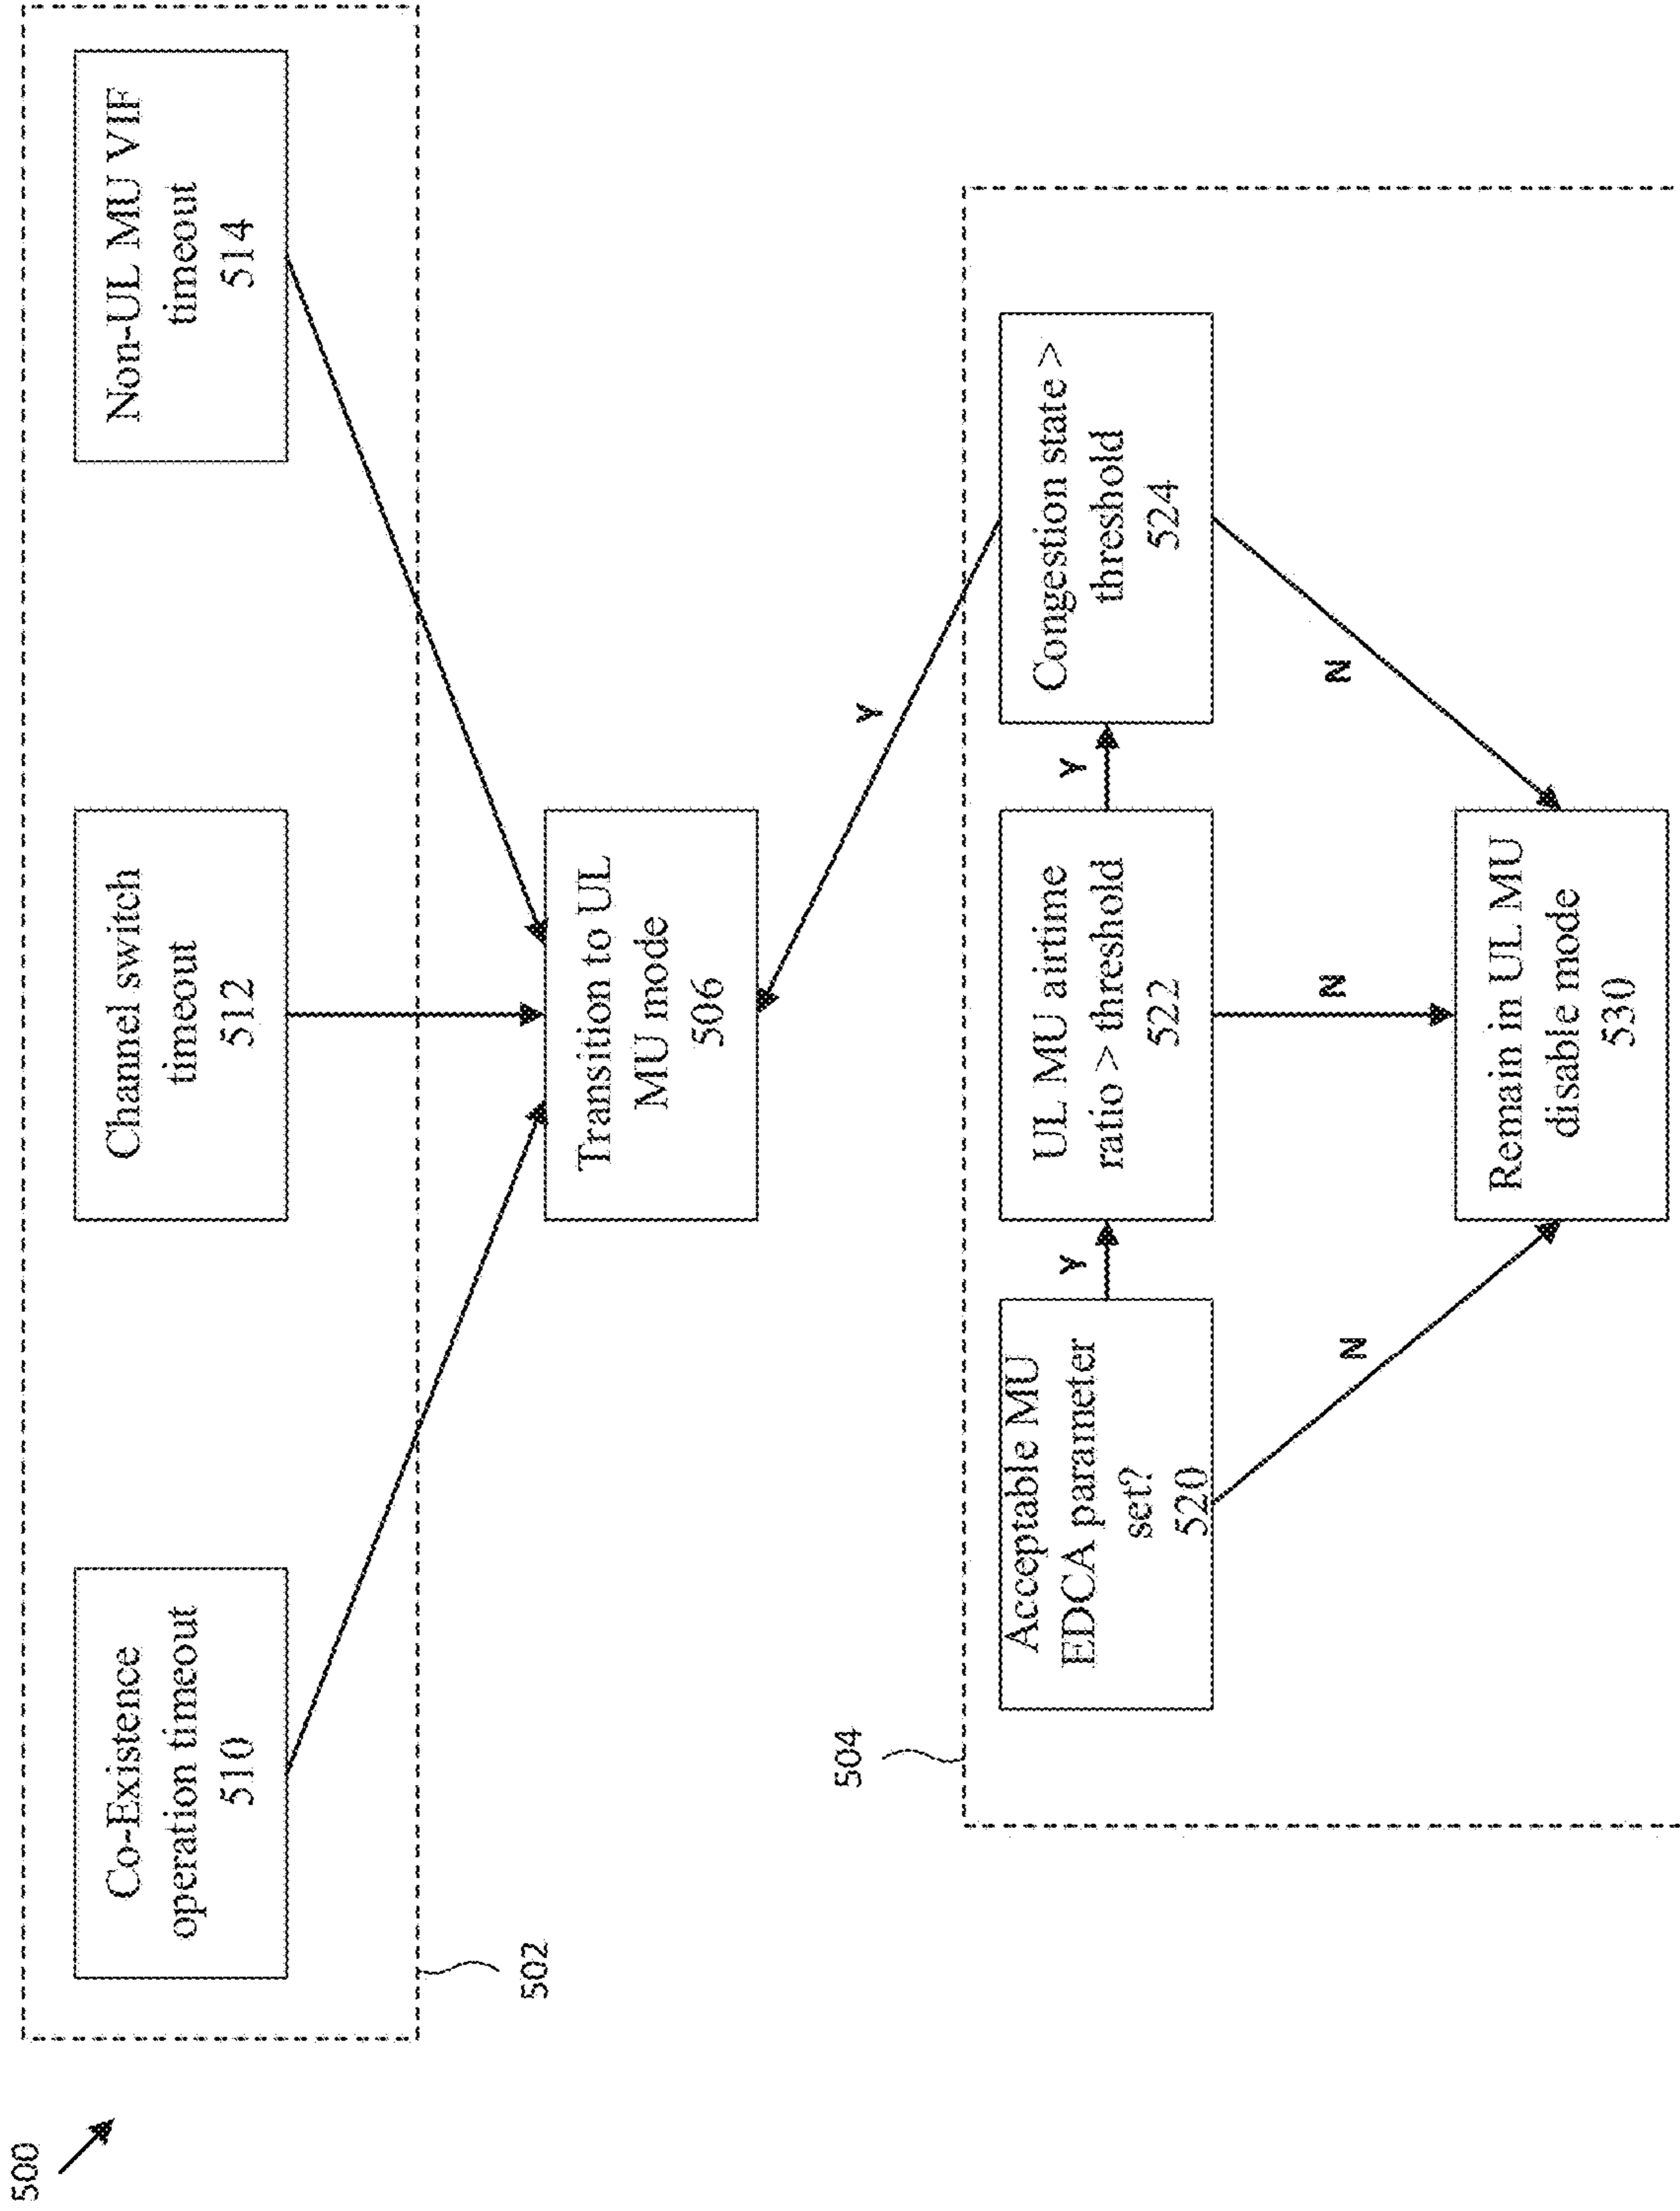 500
502
Co-Existence
operation timeout
510
Channel switch
timeout
512
Non-UL MU VIF
timeout
514
Transition to UL
MU mode
506
504
Y
Acceptable MU
EDCA parameter
set?
520
Y
UL MU airtime
ratio > threshold
522
Y
Congestion state >
threshold
524
N
N
N
Remain in UL MU
disable mode
530